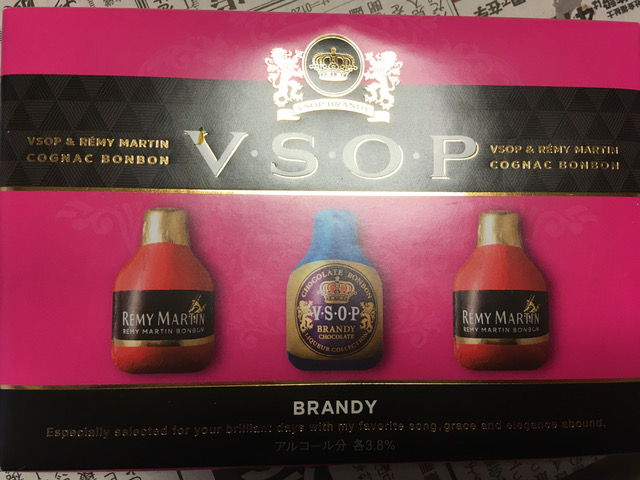 VSOP BRANDY
VSOP & RÉMY MARTIN
COGNAC BONBON
V·S·O·P
VSOP & RÉMY MARTIN
COGNAC BONBON
RÉMY MARTIN
RÉMY MARTIN BONBON
CHOCOLATE BONBON
V·S·O·P
BRANDY
CHOCOLATE
LIQUEUR COLLECTION
RÉMY MARTIN
RÉMY MARTIN BONBON
BRANDY
Especially selected for your brilliant days with my favorite song,grace and elegance abound.
アルコール分 各3.8%